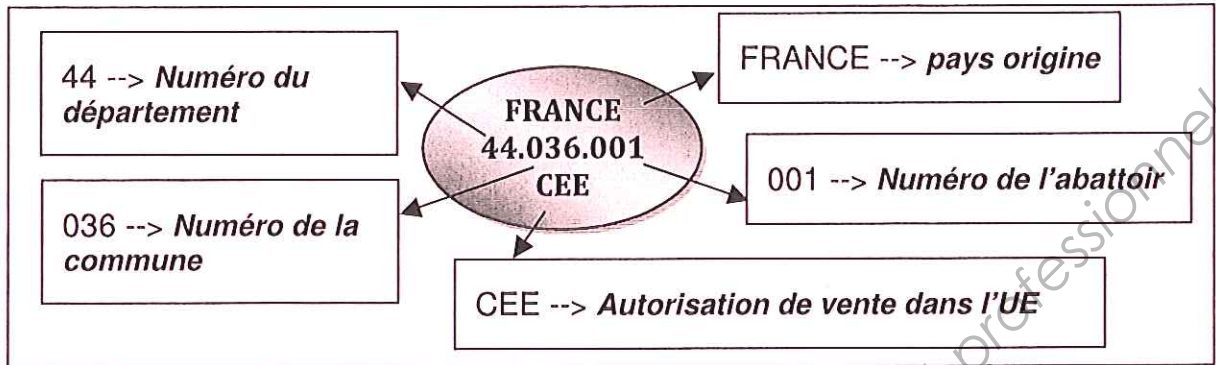 44 --> Numéro du
département
FRANCE
44.036.001
CEE
FRANCE --> pays origine
001 --> Numéro de l'abattoir
036 --> Numéro de la
commune
CEE --> Autorisation de vente dans l'UE
professionnel